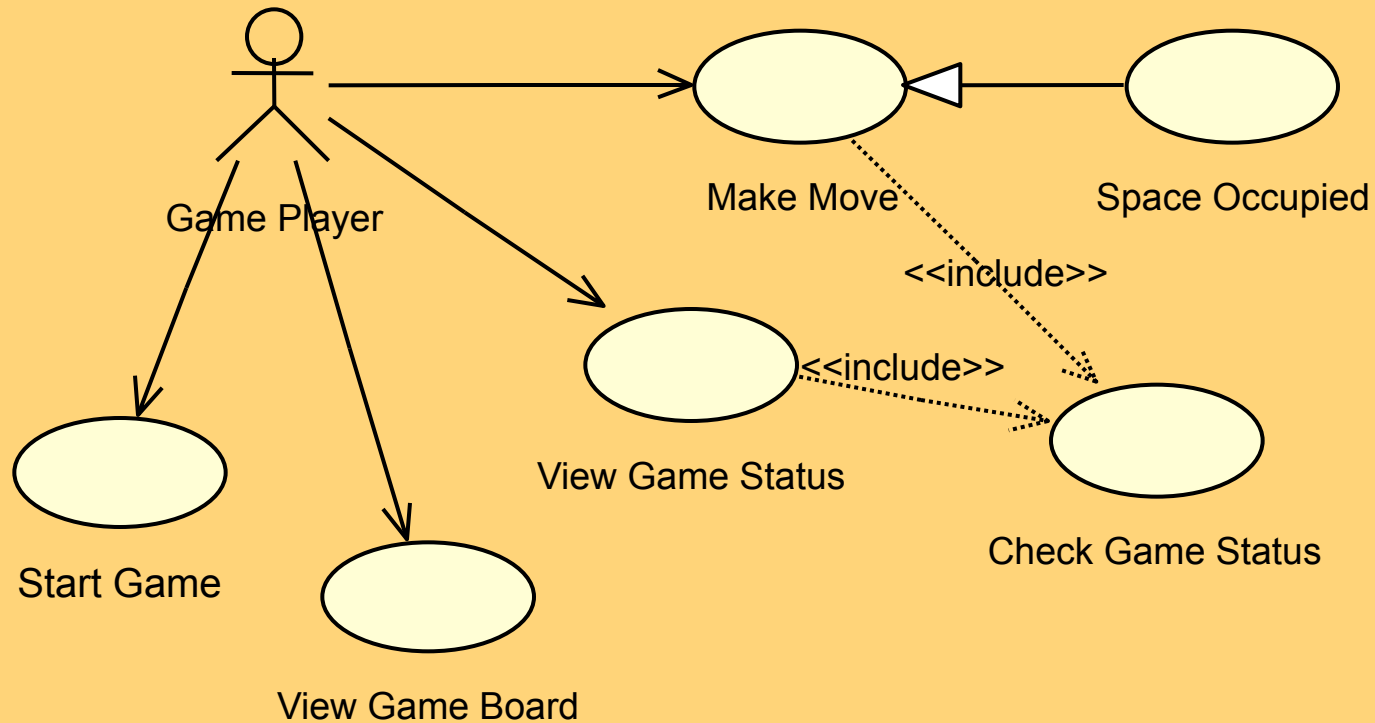 Make Move
Space Occupied
Game Player
<<include>>
<<include>>
View Game Status
Check Game Status
Start Game
View Game Board